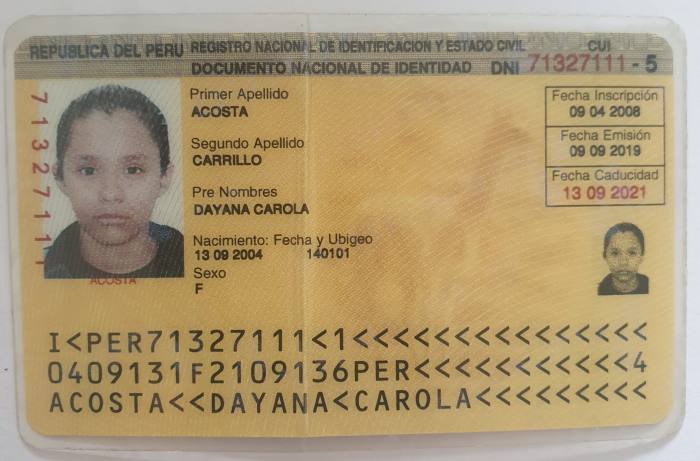 REPUBLICA DEL PERU REGISTRO NACIONAL DE IDENTIFICACION Y ESTADO CIVIL CUI
DOCUMENTO NACIONAL DE IDENTIDAD DNI 71327111 - 5
71327111
Primer Apellido
ACOSTA
Segundo Apellido
CARRILLO
Pre Nombres
DAYANA CAROLA
Nacimiento: Fecha y Ubigeo
13 09 2004 140101
Sexo
F
Fecha Inscripción
09 04 2008
Fecha Emisión
09 09 2019
Fecha Caducidad
13 09 2021
ACOSTA
I<PER71327111<1<<<<<<<<<<<<<<<
0409131F2109136PER<<<<<<<<<<<4
ACOSTA<<DAYANA<CAROLA<<<<<<<<<